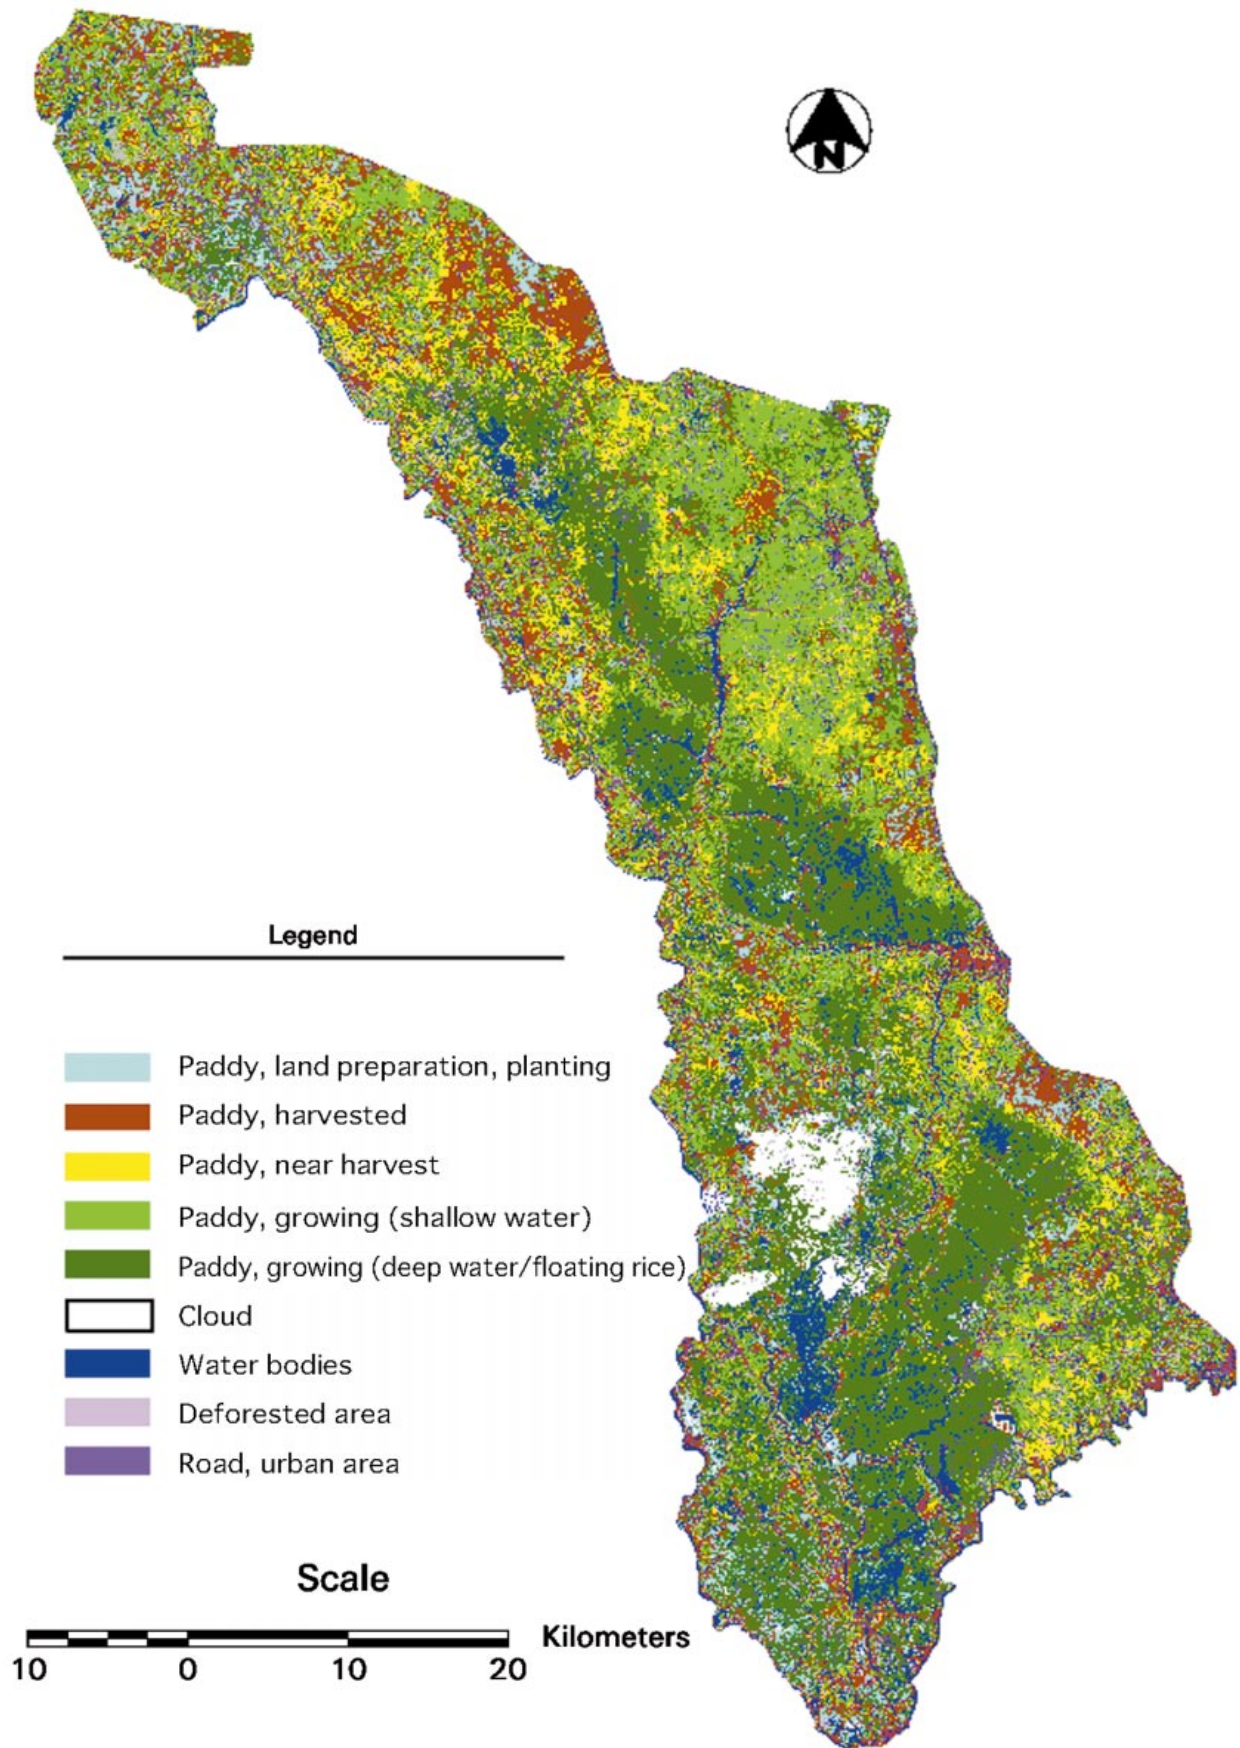 N
Legend
Paddy, land preparation, planting
Paddy, harvested
Paddy, near harvest
Paddy, growing (shallow water)
Paddy, growing (deep water/floating rice)
Cloud
Water bodies
Deforested area
Road, urban area
Scale
Kilometers
10 0 10 20